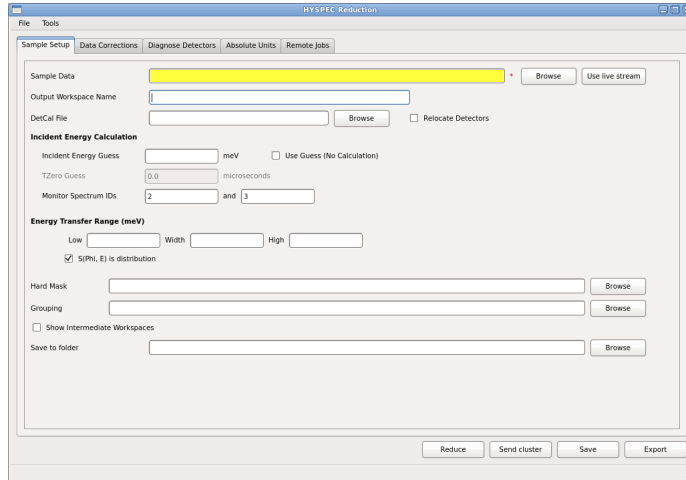 HYSPEC Reduction
File Tools
Sample Setup Data Corrections Diagnose Detectors Absolute Units Remote Jobs
Sample Data * Browse Use live stream
Output Workspace Name
DetCal File Browse Relocate Detectors
Incident Energy Calculation
Incident Energy Guess meV Use Guess (No Calculation)
TZero Guess 0.0 microseconds
Monitor Spectrum IDs 2 and 3
Energy Transfer Range (meV)
Low Width High
S(Phi, E) is distribution
Hard Mask Browse
Grouping Browse
Show Intermediate Workspaces
Save to folder Browse
Reduce Send cluster Save Export